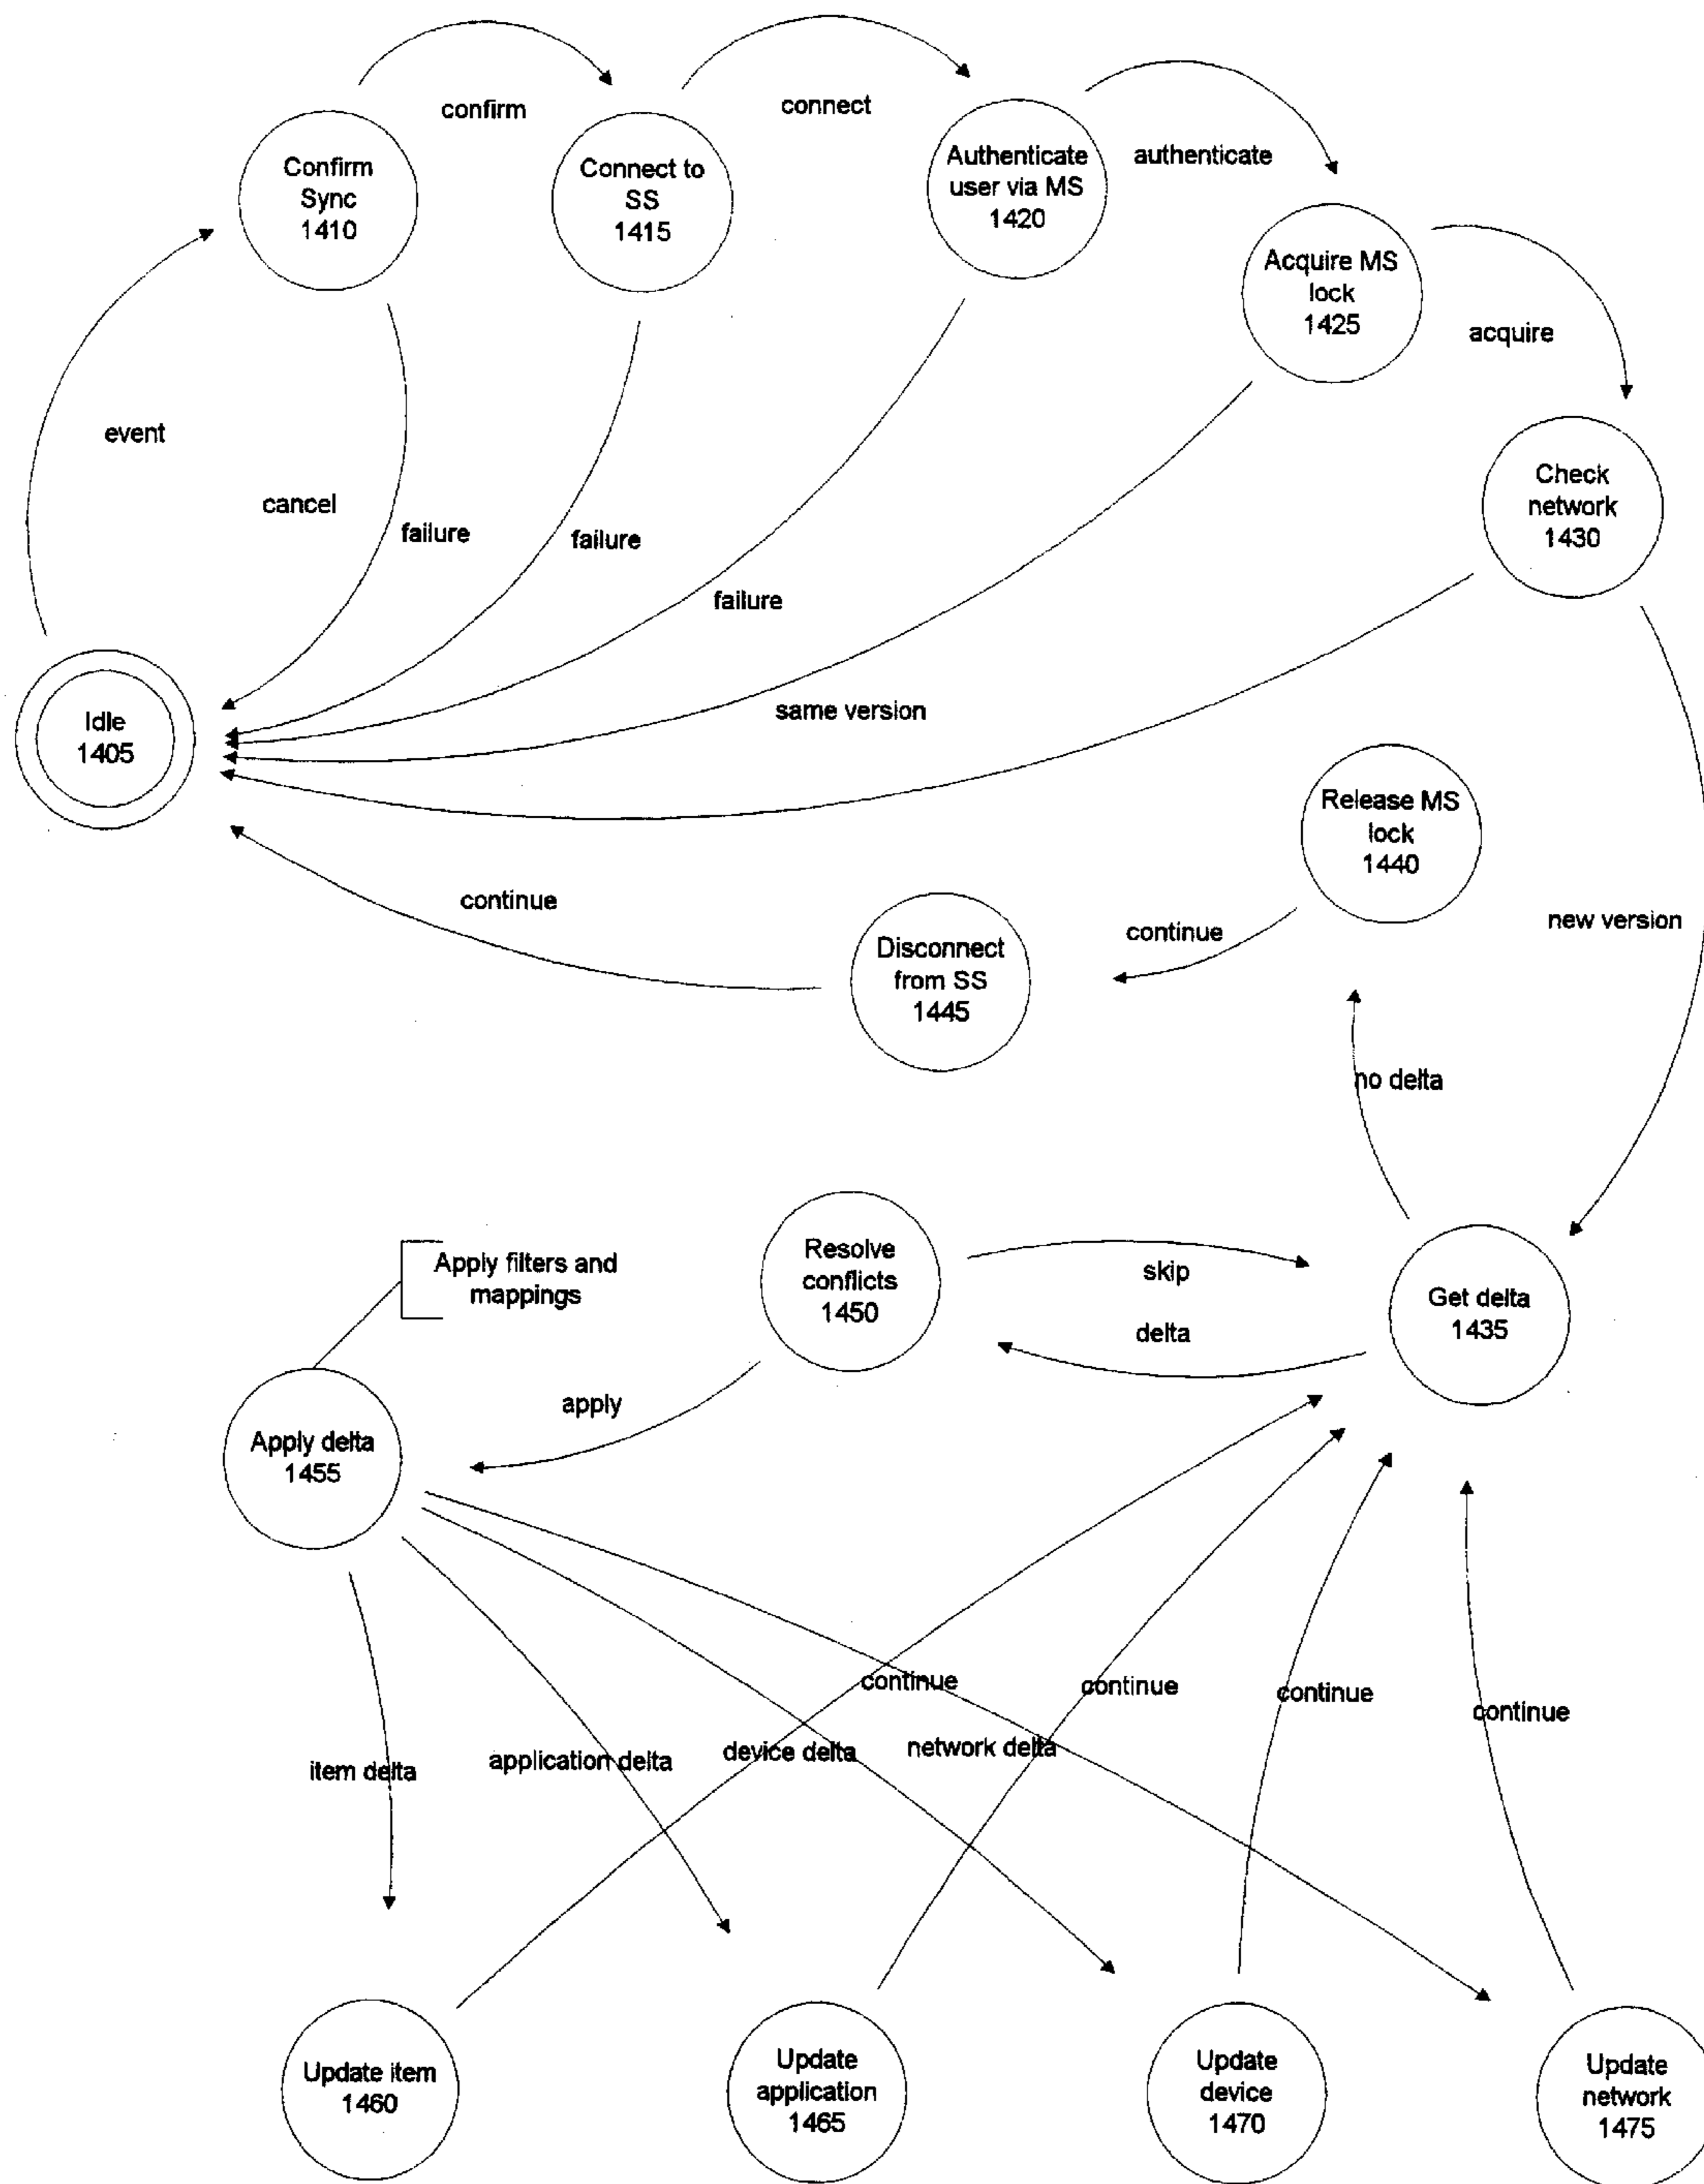 confirm
connect
authenticate
Confirm
Sync
1410
Connect to
SS
1415
Authenticate
user via MS
1420
Acquire MS
lock
1425
acquire
event
cancel
failure
failure
failure
Check
network
1430
same version
Idle
1405
Release MS
lock
1440
new version
continue
continue
Disconnect
from SS
1445
no delta
Apply filters and
mappings
Resolve
conflicts
1450
skip
delta
Get delta
1435
apply
Apply delta
1455
continue
continue
continue
continue
item delta
application delta
device delta
network delta
Update item
1460
Update
application
1465
Update
device
1470
Update
network
1475